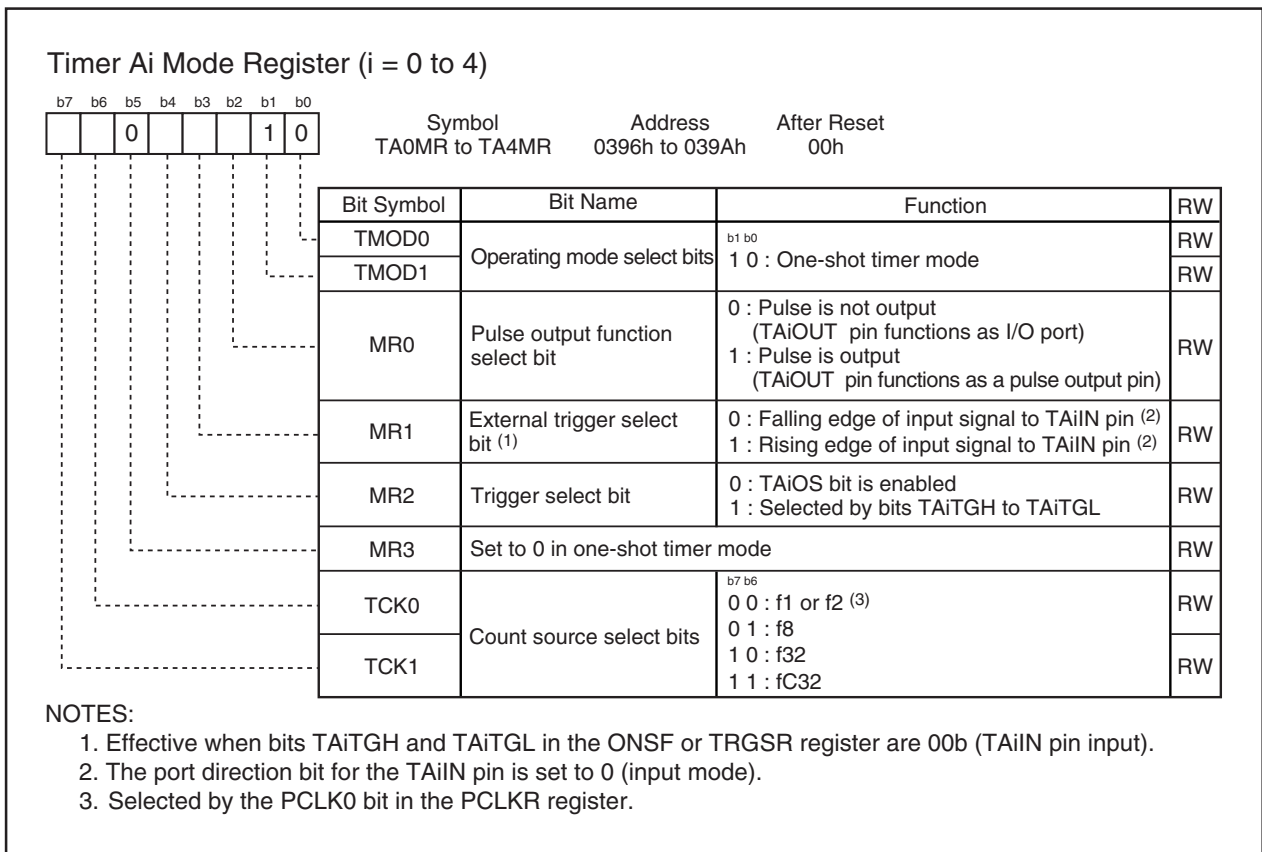 Timer Ai Mode Register (i = 0 to 4)
b7 b6 b5 b4 b3 b2 b1 b0
0 1 0
Symbol Address After Reset
TA0MR to TA4MR 0396h to 039Ah 00h
Bit Symbol Bit Name Function RW
TMOD0 RW
Operating mode select bits
b1 b0
1 0 : One-shot timer mode
TMOD1 RW
MR0
Pulse output function
select bit
0 : Pulse is not output
(TAiOUT pin functions as I/O port)
1 : Pulse is output
(TAiOUT pin functions as a pulse output pin)
RW
MR1
External trigger select
bit (1)
0 : Falling edge of input signal to TAiIN pin (2)
1 : Rising edge of input signal to TAiIN pin (2)
RW
MR2
Trigger select bit
0 : TAiOS bit is enabled
1 : Selected by bits TAiTGH to TAiTGL
RW
MR3 Set to 0 in one-shot timer mode RW
TCK0
RW
Count source select bits
b7 b6
0 0 : f1 or f2 (3)
0 1 : f8
1 0 : f32
1 1 : fC32
TCK1
RW
NOTES:
1. Effective when bits TAiTGH and TAiTGL in the ONSF or TRGSR register are 00b (TAiIN pin input).
2. The port direction bit for the TAiIN pin is set to 0 (input mode).
3. Selected by the PCLK0 bit in the PCLKR register.